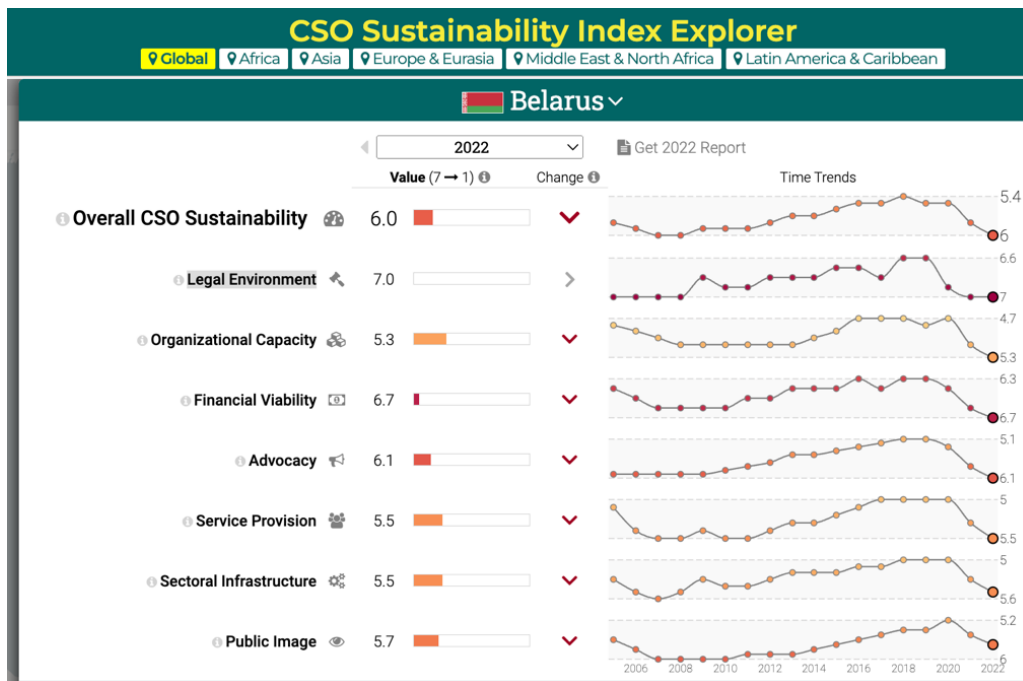 CSO Sustainability Index Explorer
Global Africa Asia Europe & Eurasia Middle East & North Africa Latin America & Caribbean
Belarus
2022 Get 2022 Report
Value (7 → 1) Change Time Trends
Overall CSO Sustainability 6.0 5.4 6
Legal Environment 7.0 6.6 7
Organizational Capacity 5.3 4.7 5.3
Financial Viability 6.7 6.3 6.7
Advocacy 6.1 5.1 6.1
Service Provision 5.5 5 5.5
Sectoral Infrastructure 5.5 5 5.6
Public Image 5.7 5.2 6
2006 2008 2010 2012 2014 2016 2018 2020 2022